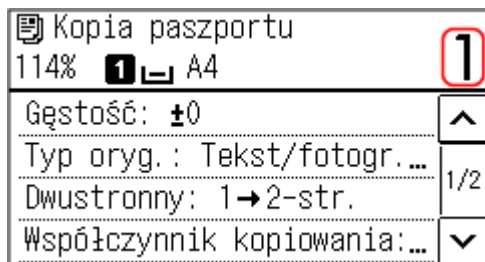 Kopia paszportu
114% 1 A4 1
Gęstość: ±0
Typ oryg.: Tekst/fotogr.…
1/2
Dwustronny: 1→2-str.
Współczynnik kopiowania:…